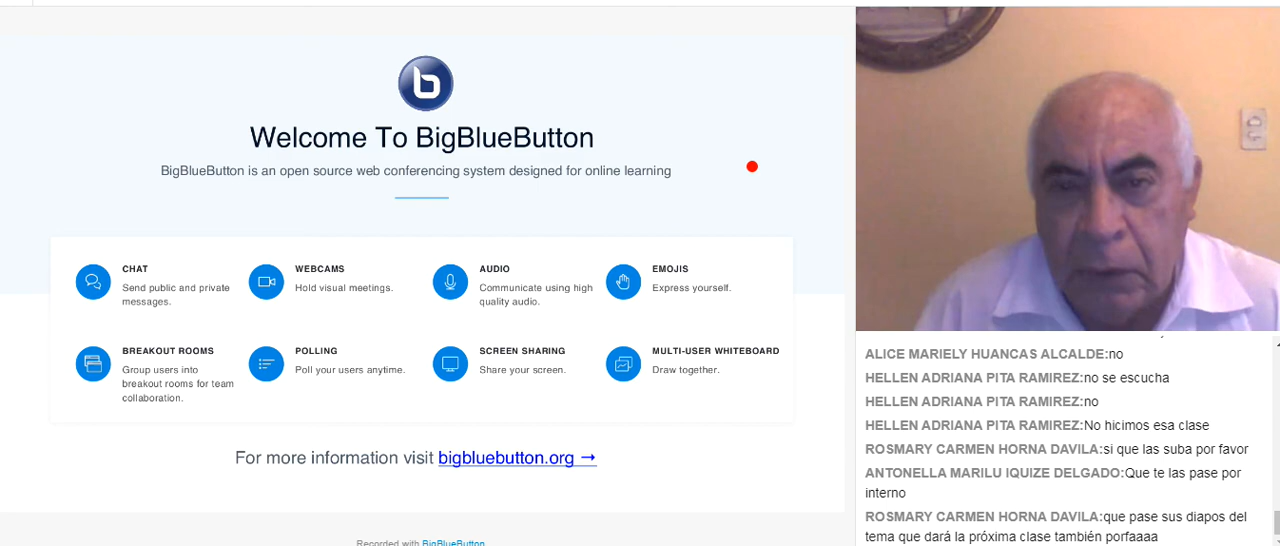 Welcome To BigBlueButton
BigBlueButton is an open source web conferencing system designed for online learning
CHAT
Send public and private
messages.
WEBCAMS
Hold visual meetings.
AUDIO
Communicate using high
quality audio.
EMOJIS
Express yourself.
BREAKOUT ROOMS
Group users into
breakout rooms for team
collaboration.
POLLING
Poll your users anytime.
SCREEN SHARING
Share your screen.
MULTI-USER WHITEBOARD
Draw together.
For more information visit bigbluebutton.org →
Recorded with BigBlueButton
ALICE MARIELY HUANCAS ALCALDE:no
HELLEN ADRIANA PITA RAMIREZ:no se escucha
HELLEN ADRIANA PITA RAMIREZ:no
HELLEN ADRIANA PITA RAMIREZ:No hicimos esa clase
ROSMARY CARMEN HORNA DAVILA:si que las suba por favor
ANTONELLA MARILU IQUIZE DELGADO:Que te las pase por
interno
ROSMARY CARMEN HORNA DAVILA:que pase sus diapos del
tema que dará la próxima clase también porfaaaa